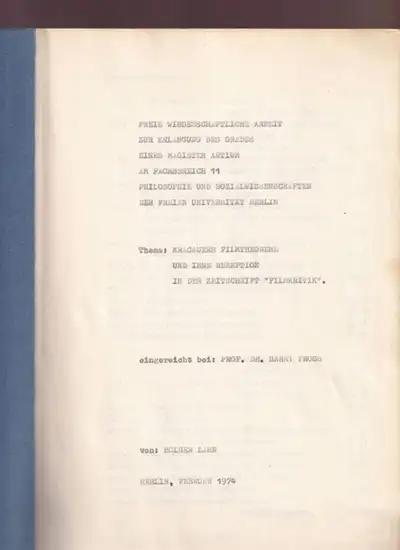 FREIE WISSENSCHAFTLICHE ARBEIT
ZUR ERLANGUNG DES GRADES
EINES MAGISTER ARTIUM
AM FACHBEREICH 11
PHILOSOPHIE UND SOZIALWISSENSCHAFTEN
DER FREIEN UNIVERSITÄT BERLIN
Thema: KRACAUERS FILMTHEORIE
UND IHRE REZEPTION
IN DER ZEITSCHRIFT "FILMKRITIK".
eingereicht bei: PROF. DR. HARRY PROSS
von: HOLGER
BERLIN, FEBRUAR 1974